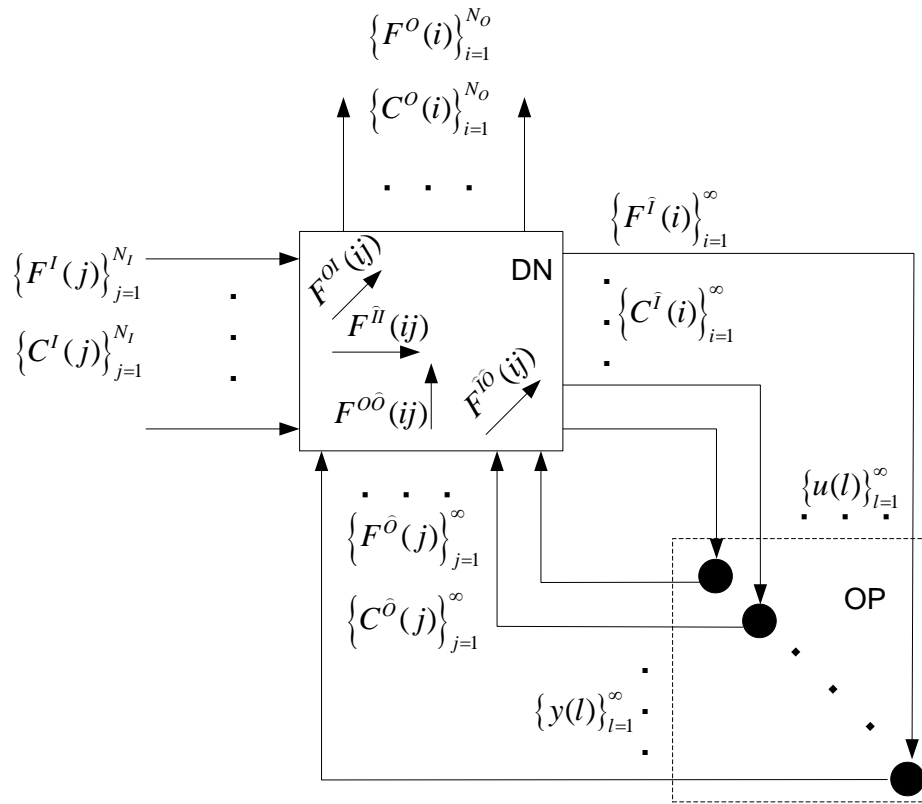 {F^O(i)}_{i=1}^{N_O}
{C^O(i)}_{i=1}^{N_O}
{F^I(j)}_{j=1}^{N_I}
{C^I(j)}_{j=1}^{N_I}
F^{OI}(ij)
DN
F^{ÎI}(ij)
F^{OÔ}(ij)
F^{ÎÔ}(ij)
{F^Î(i)}_{i=1}^∞
{C^Î(i)}_{i=1}^∞
{F^Ô(j)}_{j=1}^∞
{C^Ô(j)}_{j=1}^∞
{u(l)}_{l=1}^∞
OP
{y(l)}_{l=1}^∞